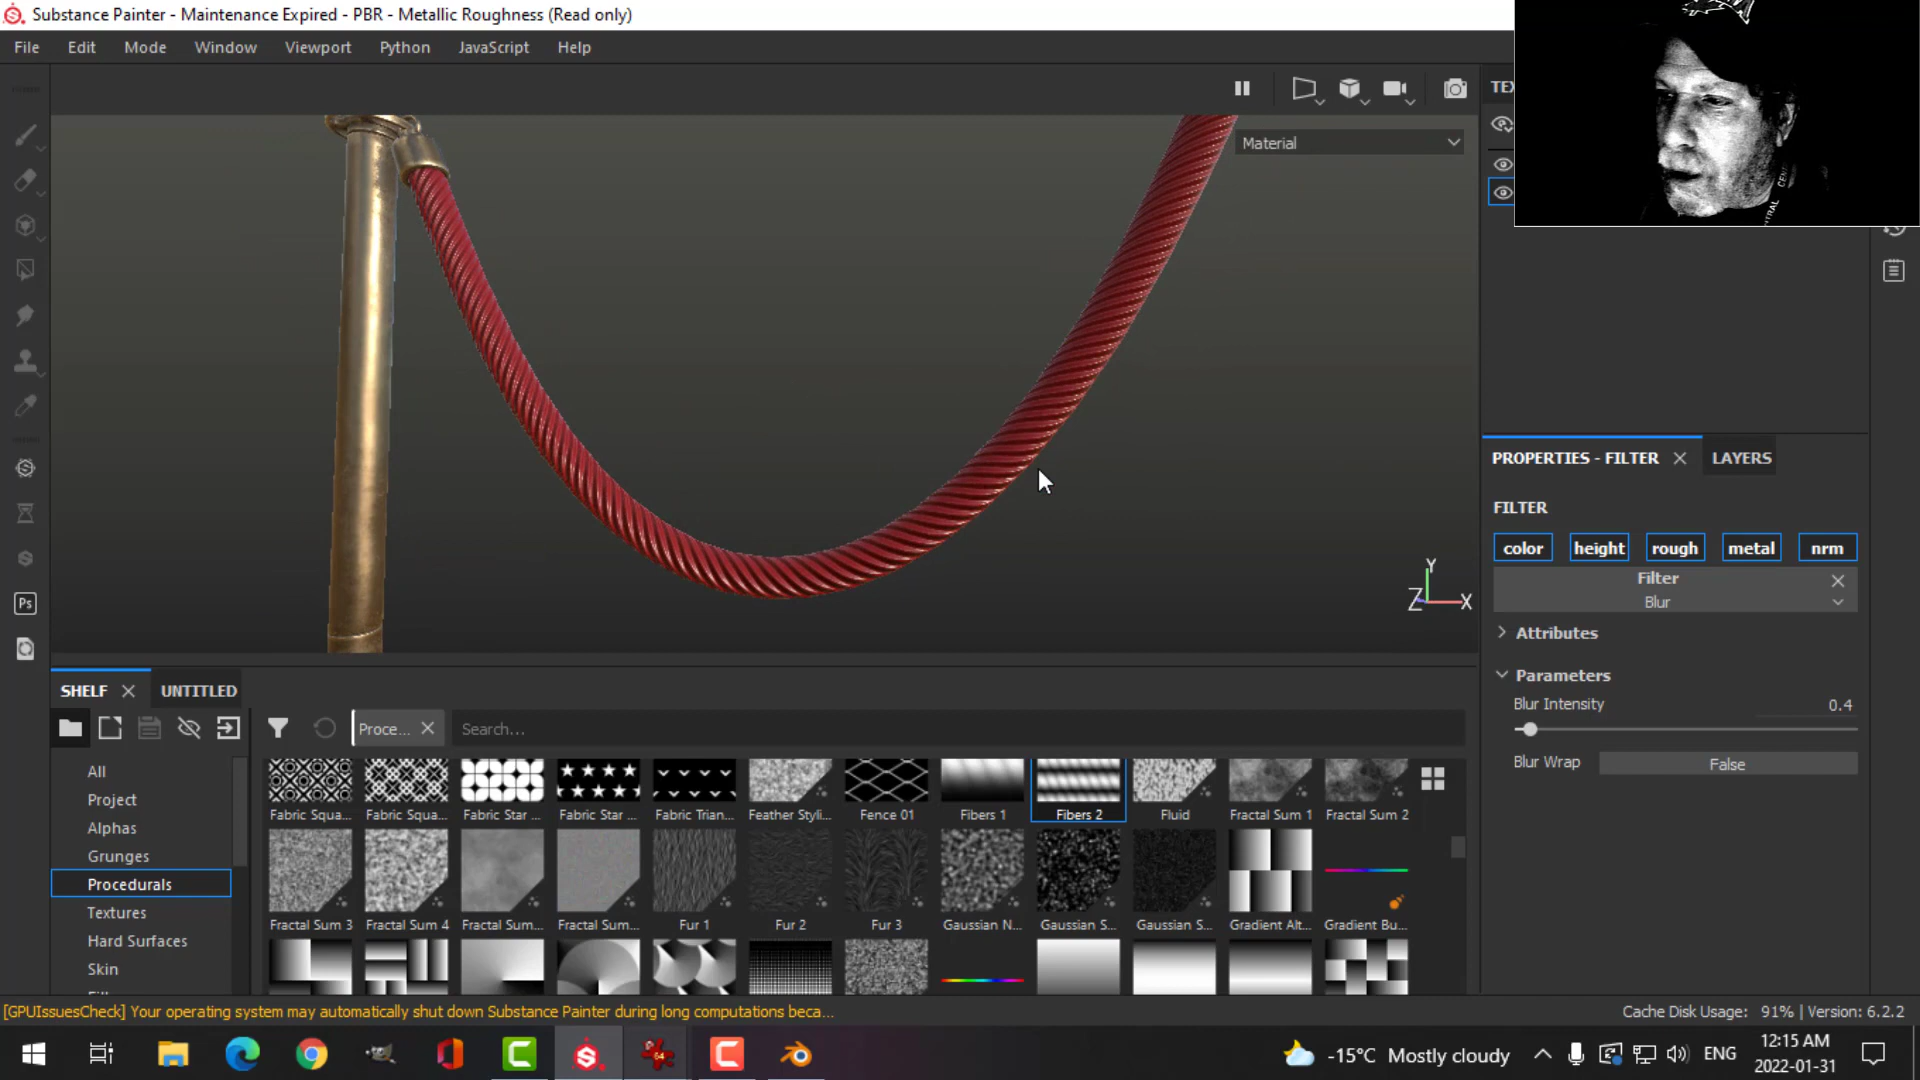 Substance Painter - Maintenance Expired - PBR - Metallic Roughness (Read only)
File Edit Mode Window Viewport Python JavaScript Help
Material
TEX
CENT
TRAL
Y
Z X
PROPERTIES - FILTER LAYERS
FILTER
color height rough metal nrm
Filter
Blur
Attributes
Parameters
Blur Intensity 0.4
Blur Wrap False
Ps
SHELF UNTITLED
Proce... Search...
All
Project
Alphas
Grunges
Procedurals
Textures
Hard Surfaces
Skin
Fabric Squa... Fabric Squa... Fabric Star ... Fabric Star ... Fabric Trian... Feather Styli... Fence 01 Fibers 1 Fibers 2 Fluid Fractal Sum 1 Fractal Sum 2
Fractal Sum 3 Fractal Sum 4 Fractal Sum... Fractal Sum... Fur 1 Fur 2 Fur 3 Gaussian N... Gaussian S... Gaussian S... Gradient Alt... Gradient Bu...
[GPUIssuesCheck] Your operating system may automatically shut down Substance Painter during long computations beca...
Cache Disk Usage: 91% | Version: 6.2.2
-15°C Mostly cloudy ENG 12:15 AM
2022-01-31